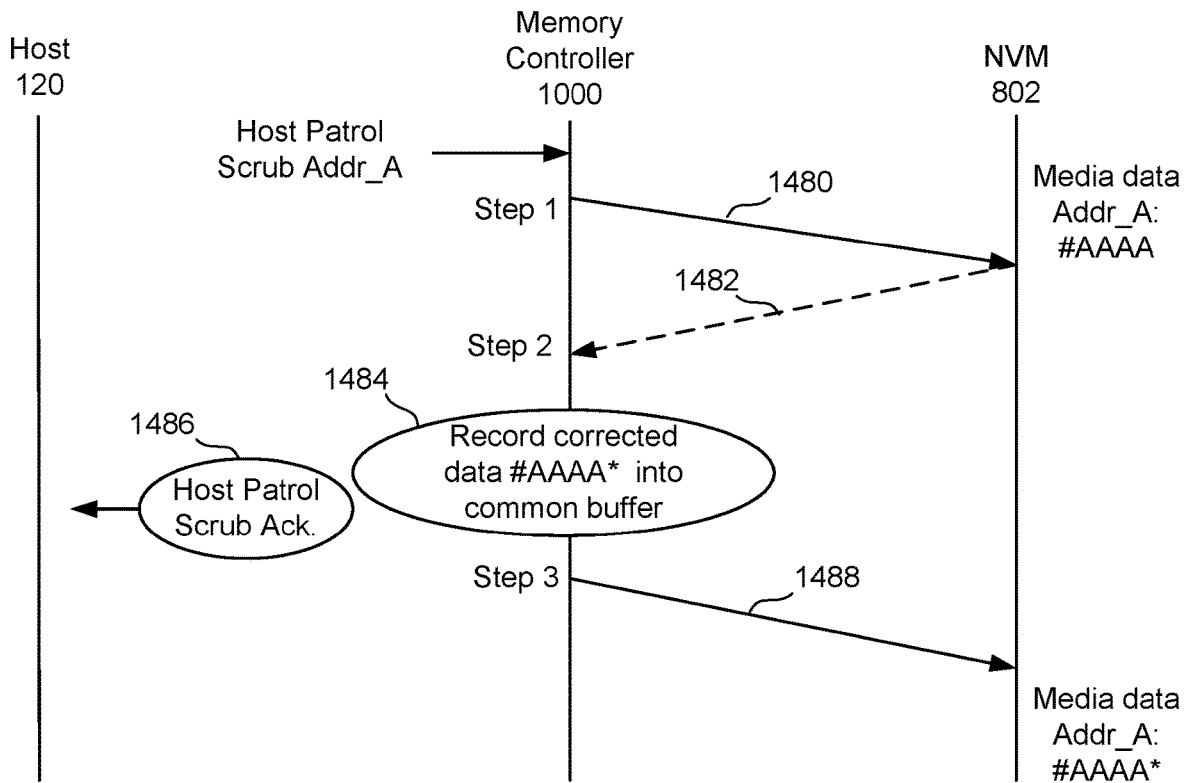 Host
120
Memory
Controller
1000
NVM
802
Host Patrol
Scrub Addr_A
Step 1
1480
Media data
Addr_A:
#AAAA
1482
Step 2
1484
Record corrected
data #AAAA* into
common buffer
1486
Host Patrol
Scrub Ack.
Step 3
1488
Media data
Addr_A:
#AAAA*